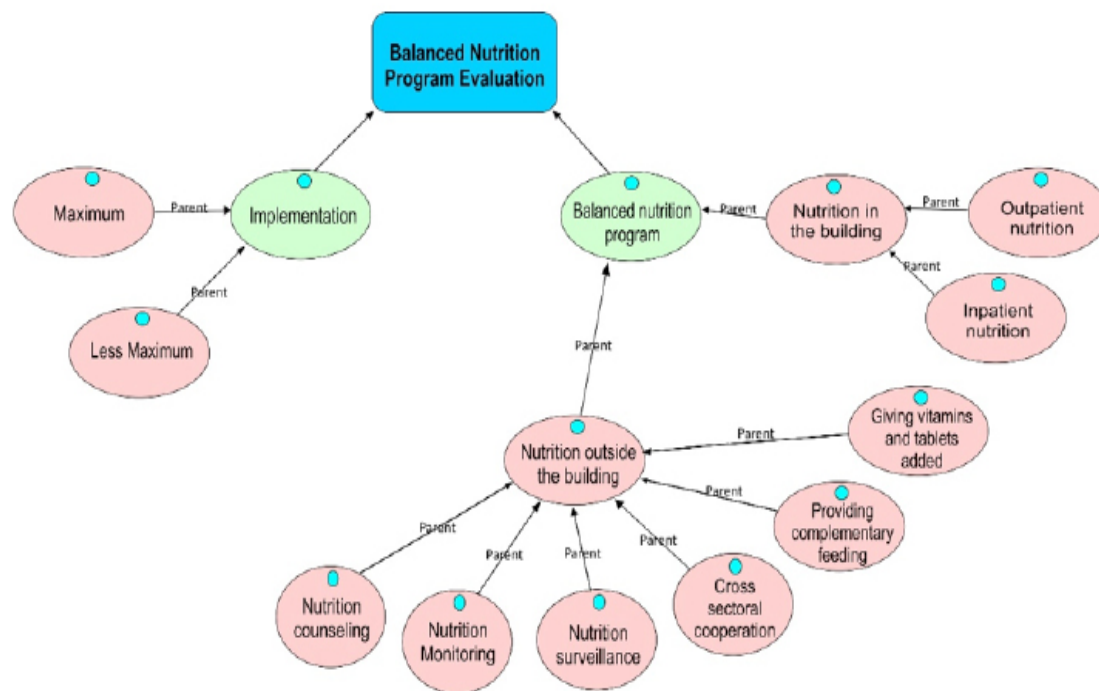 Balanced Nutrition
Program Evaluation
Maximum
Parent
Implementation
Parent
Less Maximum
Balanced nutrition
program
Parent
Nutrition in
the building
Parent
Outpatient
nutrition
Parent
Inpatient
nutrition
Parent
Nutrition outside
the building
Parent
Giving vitamins
and tablets
added
Parent
Providing
complementary
feeding
Parent
Cross
sectoral
cooperation
Parent
Nutrition
surveillance
Parent
Nutrition
Monitoring
Parent
Nutrition
counseling